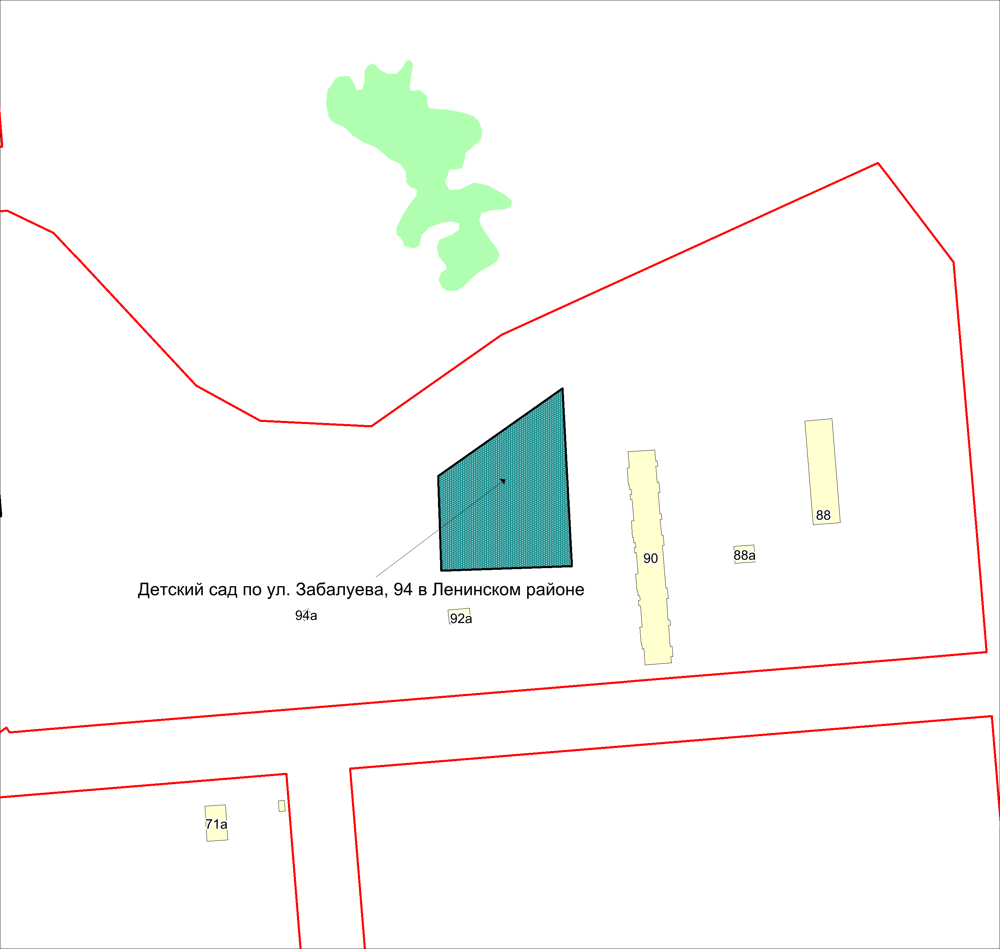 88
88а
90
Детский сад по ул. Забалуева, 94 в Ленинском районе
94а
92а
71а